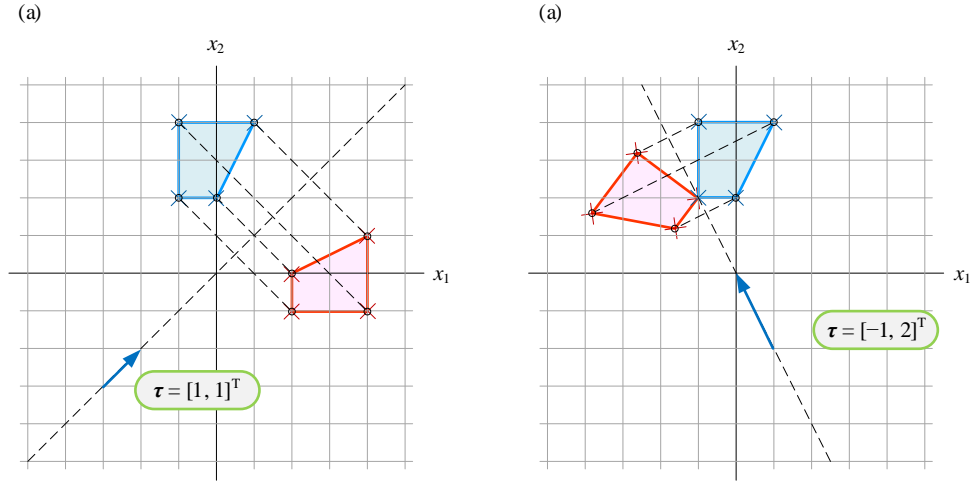 (a)
x₂
x₁
τ = [1, 1]ᵀ
(a)
x₂
x₁
τ = [−1, 2]ᵀ